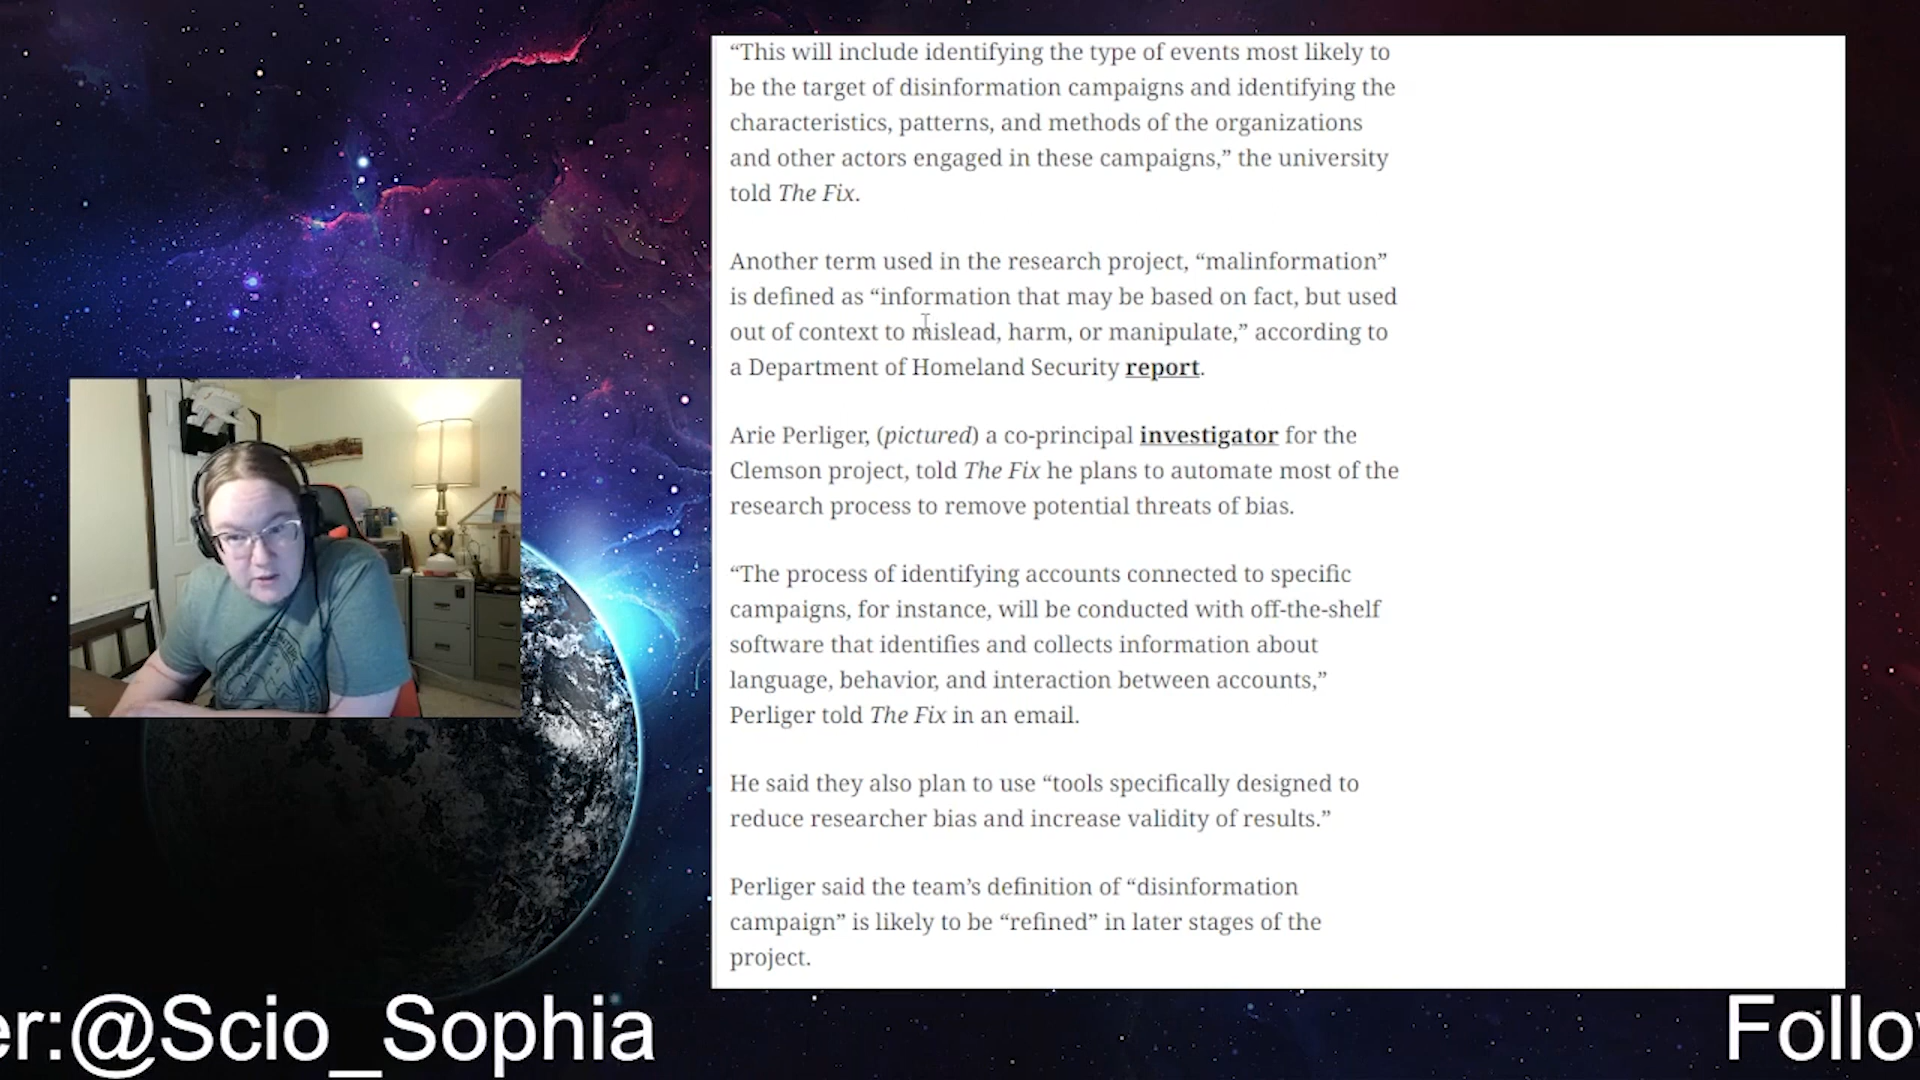 “This will include identifying the type of events most likely to
be the target of disinformation campaigns and identifying the
characteristics, patterns, and methods of the organizations
and other actors engaged in these campaigns,” the university
told The Fix.
Another term used in the research project, “malinformation”
is defined as “information that may be based on fact, but used
out of context to mislead, harm, or manipulate,” according to
a Department of Homeland Security report.
Arie Perliger, (pictured) a co-principal investigator for the
Clemson project, told The Fix he plans to automate most of the
research process to remove potential threats of bias.
“The process of identifying accounts connected to specific
campaigns, for instance, will be conducted with off-the-shelf
software that identifies and collects information about
language, behavior, and interaction between accounts,”
Perliger told The Fix in an email.
He said they also plan to use “tools specifically designed to
reduce researcher bias and increase validity of results.”
Perliger said the team’s definition of “disinformation
campaign” is likely to be “refined” in later stages of the
project.
er:@Scio_Sophia
Follo